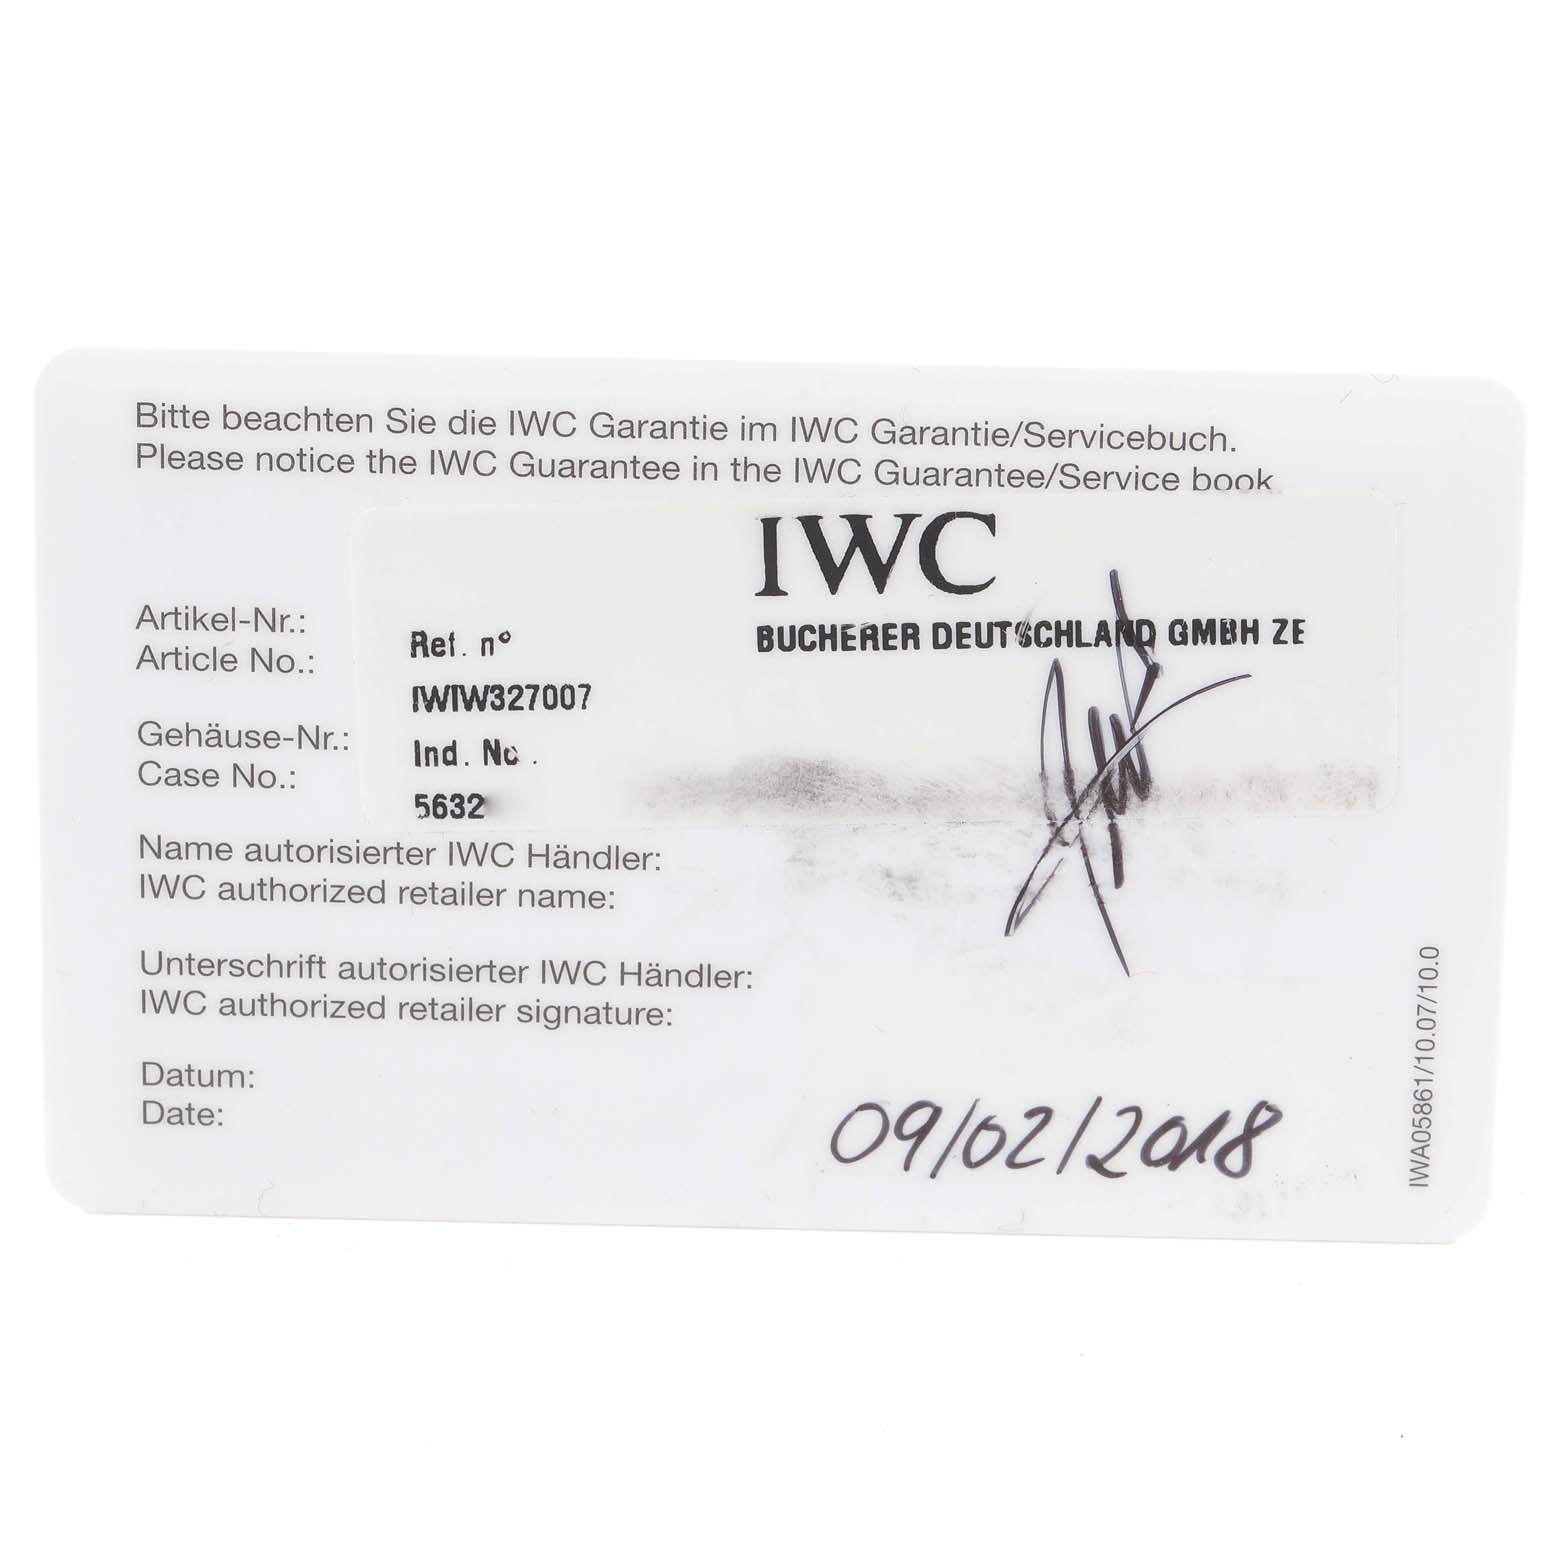 Bitte beachten Sie die IWC Garantie im IWC Garantie/Servicebuch.
Please notice the IWC Guarantee in the IWC Guarantee/Service book
IWC
BUCHERER DEUTSCHLAND GMBH ZE
Artikel-Nr.:
Article No.:
Ref. n°
IWIW327007
Gehäuse-Nr.:
Case No.:
Ind. No.
5632
Name autorisierter IWC Händler:
IWC authorized retailer name:
Unterschrift autorisierter IWC Händler:
IWC authorized retailer signature:
Datum:
Date:
09/02/2018
IWA05861/10.07/10.0